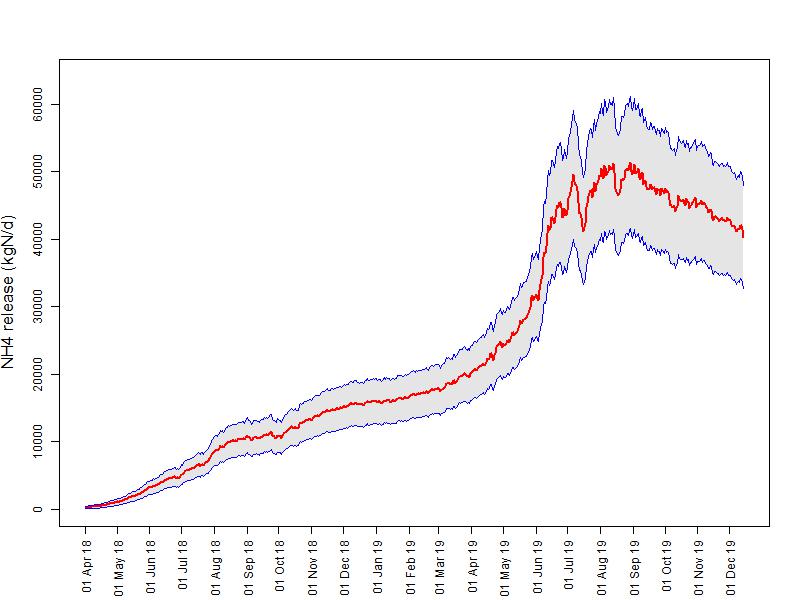 NH4 release (kgN/d)
60000
50000
40000
30000
20000
10000
0
01 Apr 18
01 May 18
01 Jun 18
01 Jul 18
01 Aug 18
01 Sep 18
01 Oct 18
01 Nov 18
01 Dec 18
01 Jan 19
01 Feb 19
01 Mar 19
01 Apr 19
01 May 19
01 Jun 19
01 Jul 19
01 Aug 19
01 Sep 19
01 Oct 19
01 Nov 19
01 Dec 19